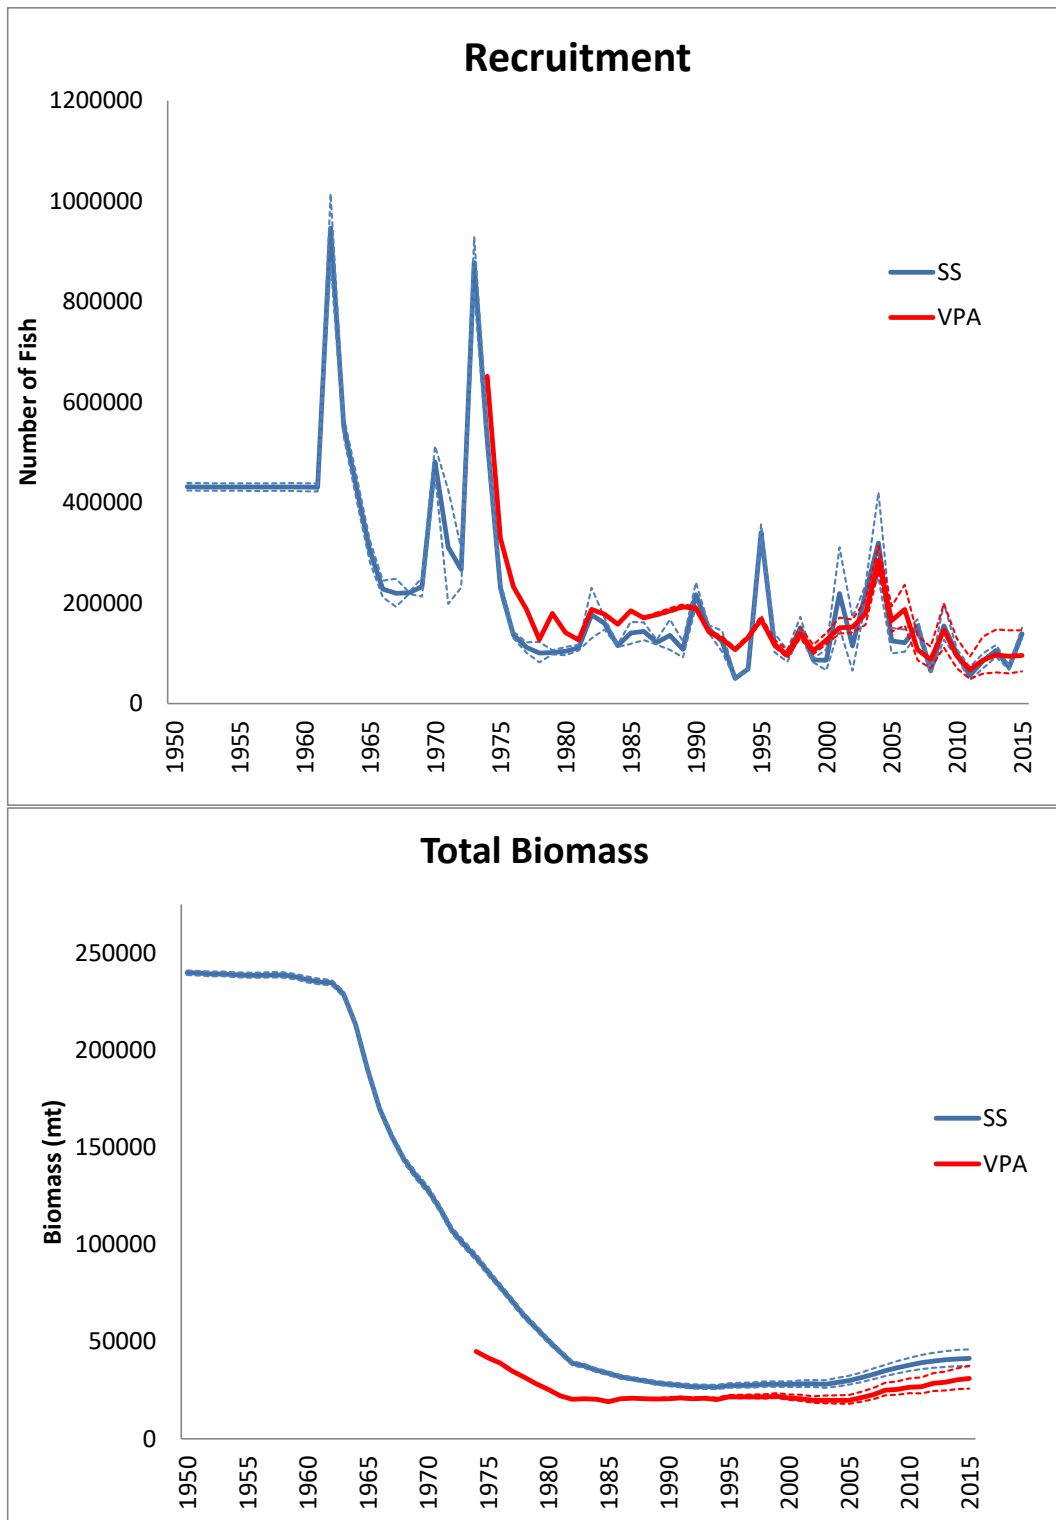 Recruitment
1200000
1000000
800000
600000
400000
200000
0
Number of Fish
SS
VPA
1950 1955 1960 1965 1970 1975 1980 1985 1990 1995 2000 2005 2010 2015
Total Biomass
250000
200000
150000
100000
50000
0
Biomass (mt)
SS
VPA
1950 1955 1960 1965 1970 1975 1980 1985 1990 1995 2000 2005 2010 2015